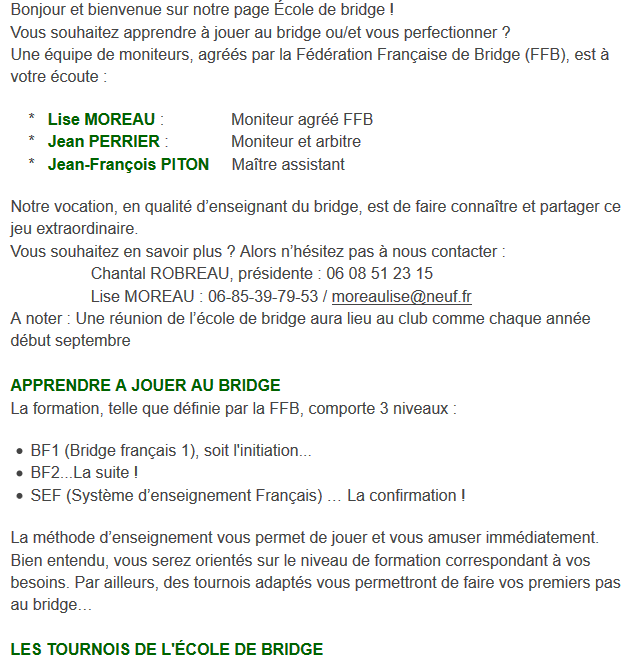 Bonjour et bienvenue sur notre page École de bridge !
Vous souhaitez apprendre à jouer au bridge ou/et vous perfectionner ?
Une équipe de moniteurs, agréés par la Fédération Française de Bridge (FFB), est à
votre écoute :
* Lise MOREAU : Moniteur agréé FFB
* Jean PERRIER : Moniteur et arbitre
* Jean-François PITON Maître assistant
Notre vocation, en qualité d’enseignant du bridge, est de faire connaître et partager ce
jeu extraordinaire.
Vous souhaitez en savoir plus ? Alors n’hésitez pas à nous contacter :
Chantal ROBREAU, présidente : 06 08 51 23 15
Lise MOREAU : 06-85-39-79-53 / moreaulise@neuf.fr
A noter : Une réunion de l’école de bridge aura lieu au club comme chaque année
début septembre
APPRENDRE A JOUER AU BRIDGE
La formation, telle que définie par la FFB, comporte 3 niveaux :
• BF1 (Bridge français 1), soit l'initiation...
• BF2...La suite !
• SEF (Système d’enseignement Français) … La confirmation !
La méthode d’enseignement vous permet de jouer et vous amuser immédiatement.
Bien entendu, vous serez orientés sur le niveau de formation correspondant à vos
besoins. Par ailleurs, des tournois adaptés vous permettront de faire vos premiers pas
au bridge…
LES TOURNOIS DE L'ÉCOLE DE BRIDGE